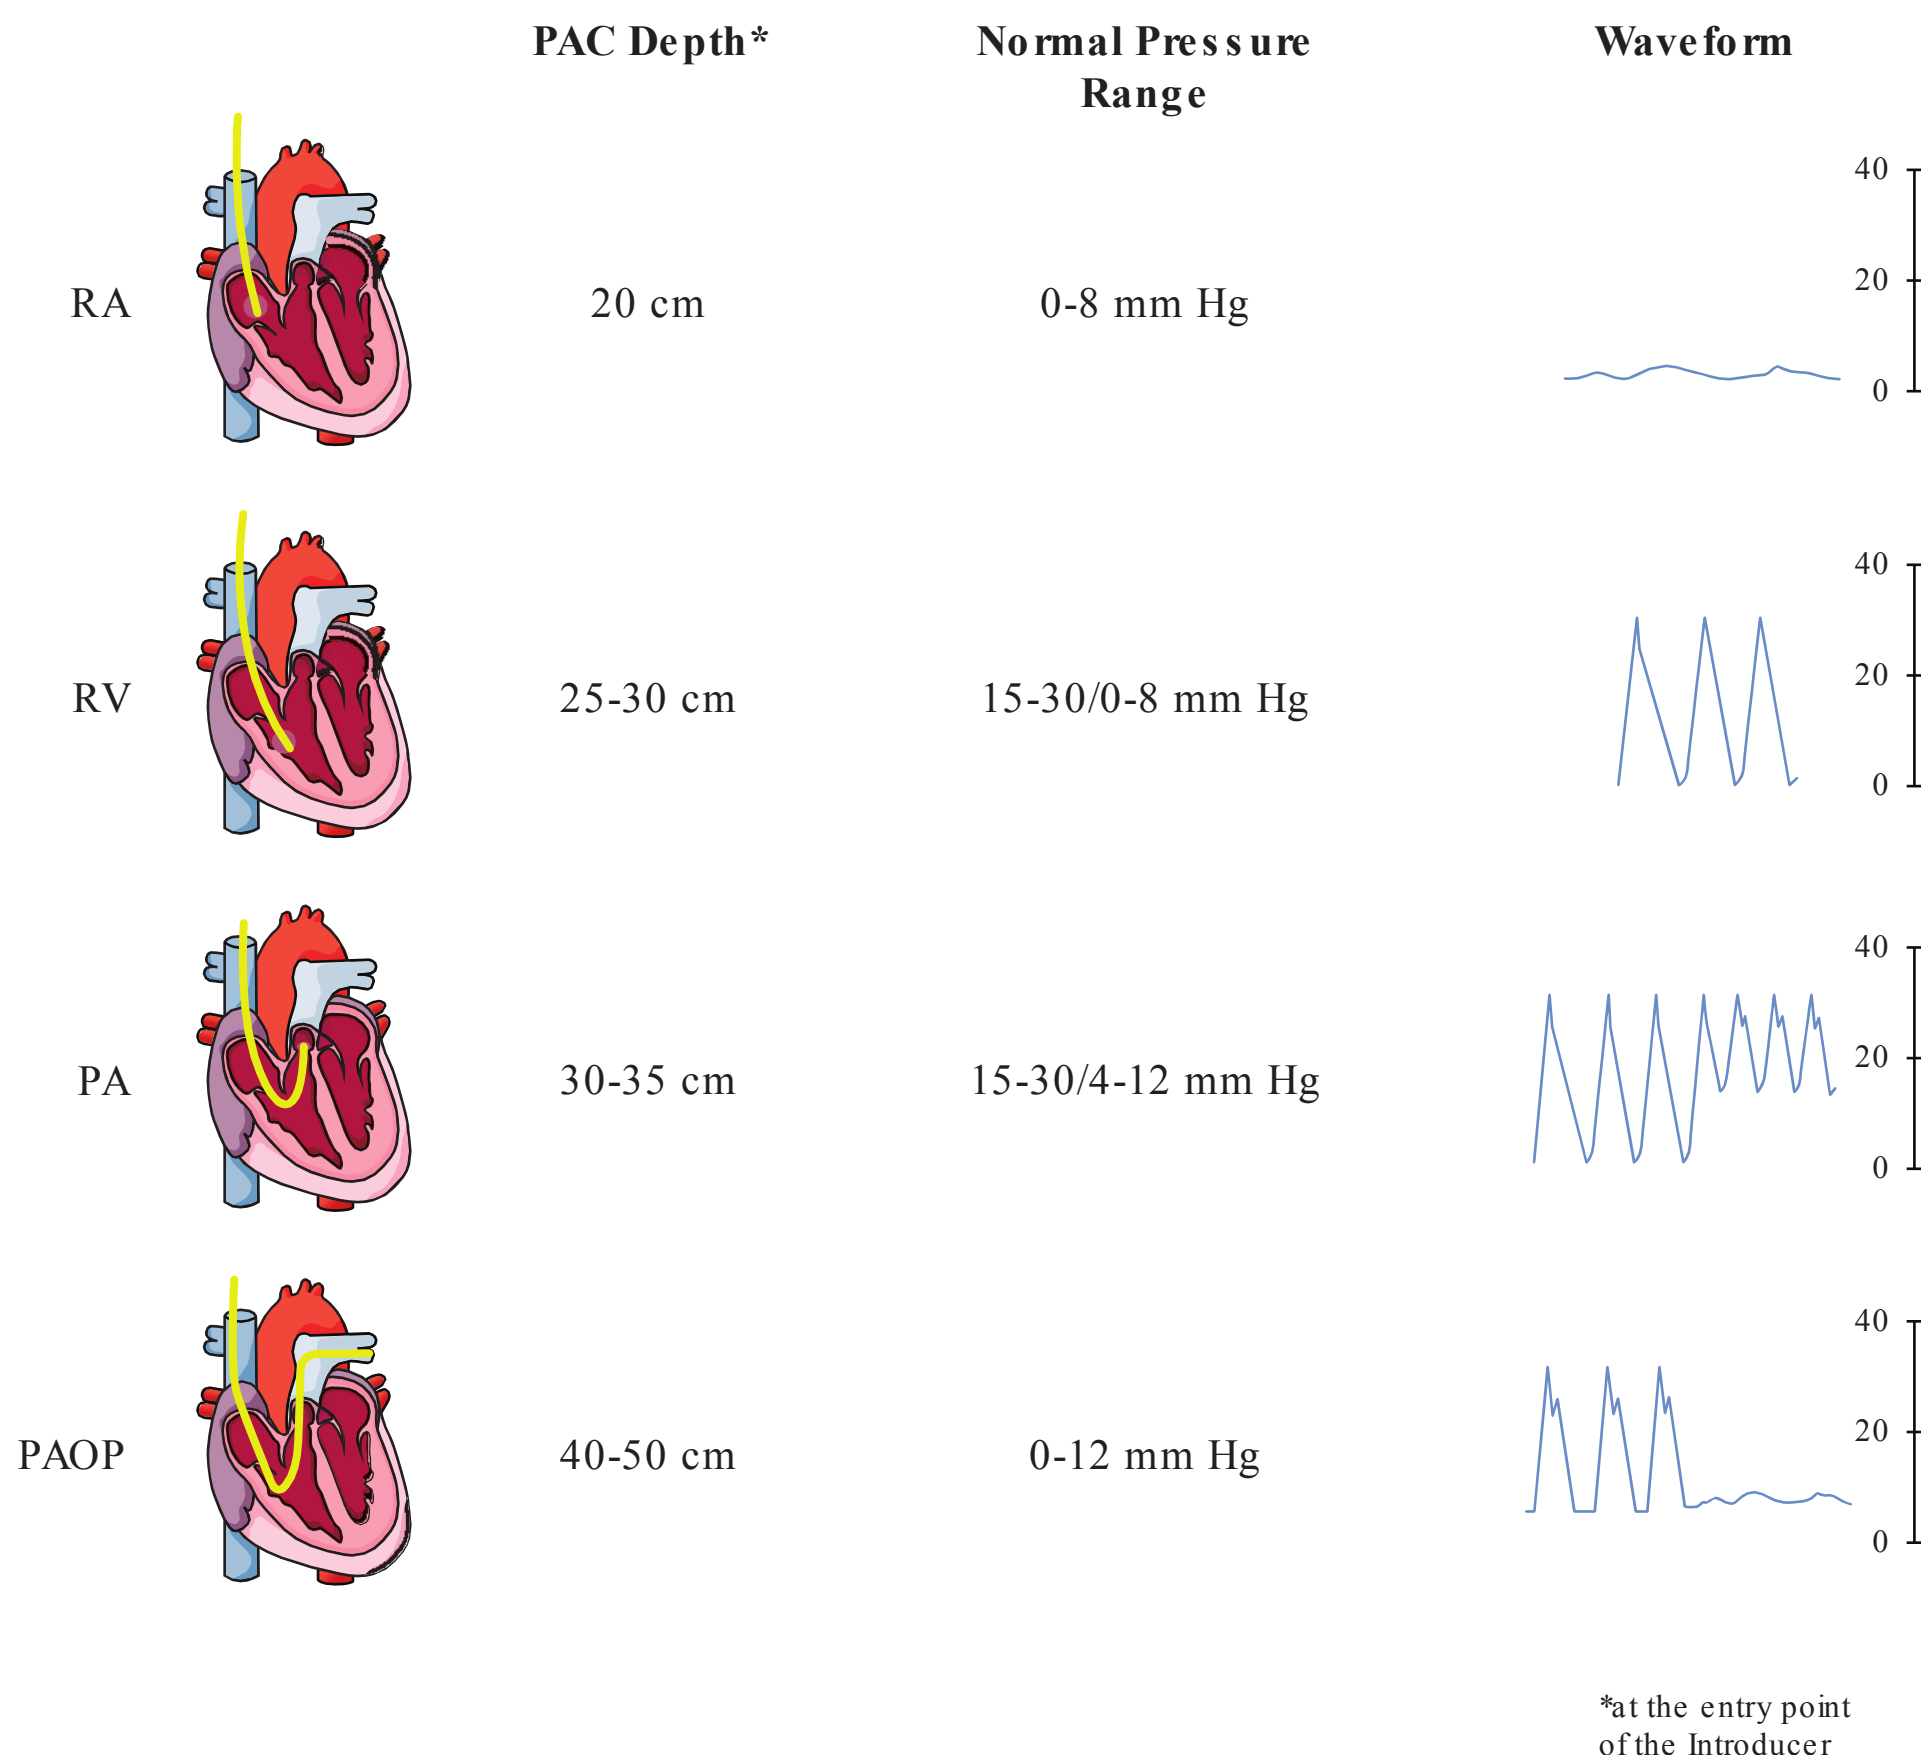 PAC Depth*
Normal Pressure
Range
Waveform
RA
20 cm
0-8 mm Hg
40
20
0
RV
25-30 cm
15-30/0-8 mm Hg
40
20
0
PA
30-35 cm
15-30/4-12 mm Hg
40
20
0
PAOP
40-50 cm
0-12 mm Hg
40
20
0
*at the entry point
of the Introducer